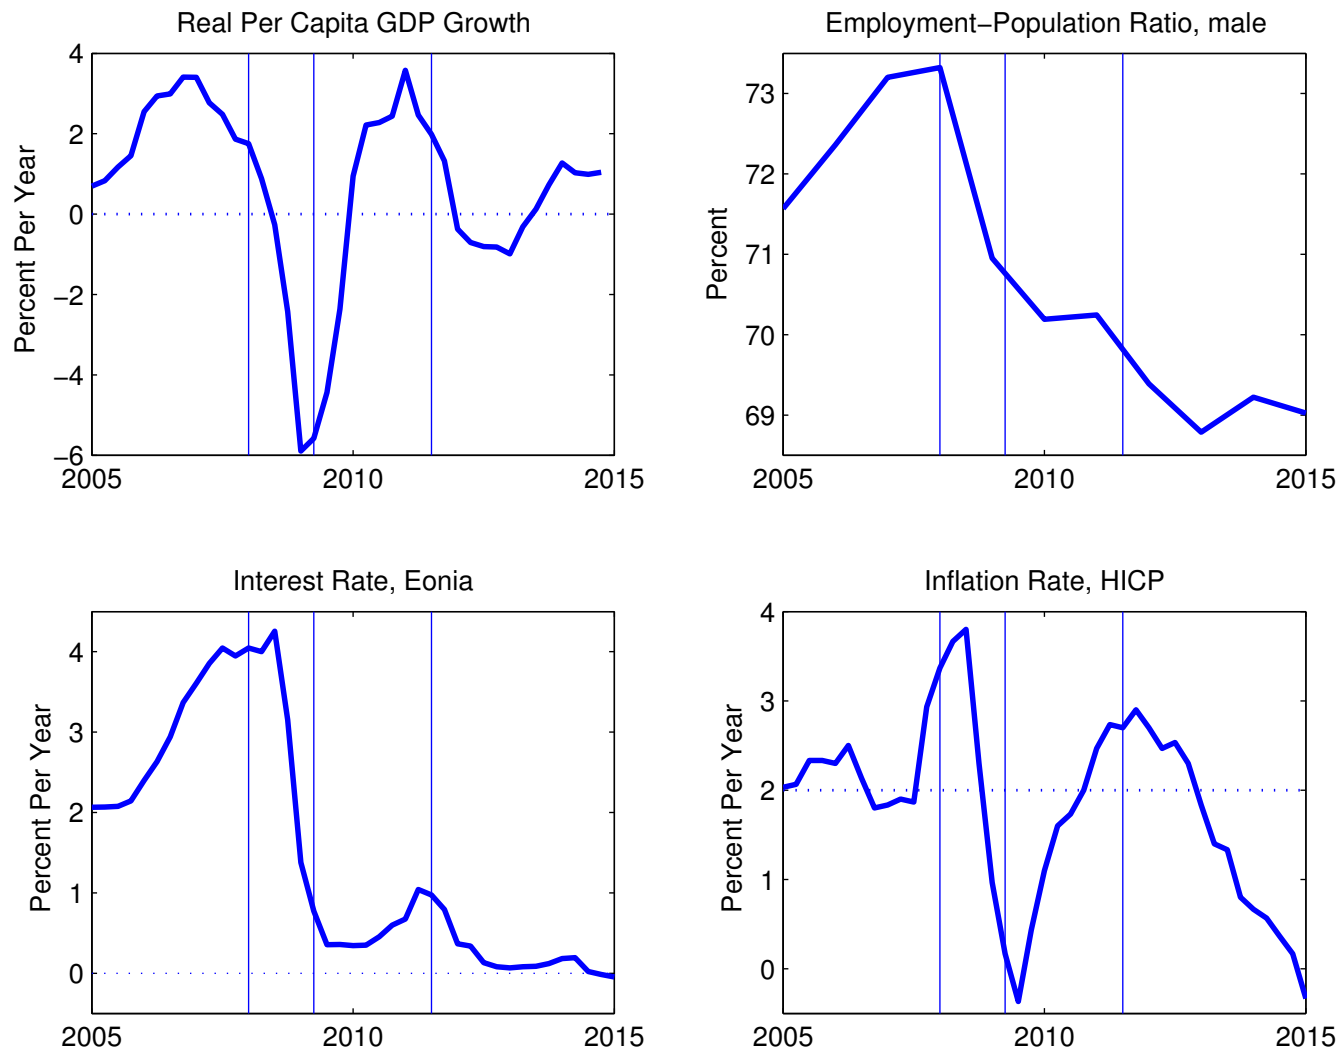 Real Per Capita GDP Growth
Percent Per Year
4
2
0
−2
−4
−6
2005 2010 2015
Employment−Population Ratio, male
Percent
73
72
71
70
69
2005 2010 2015
Interest Rate, Eonia
Percent Per Year
4
3
2
1
0
2005 2010 2015
Inflation Rate, HICP
Percent Per Year
4
3
2
1
0
2005 2010 2015